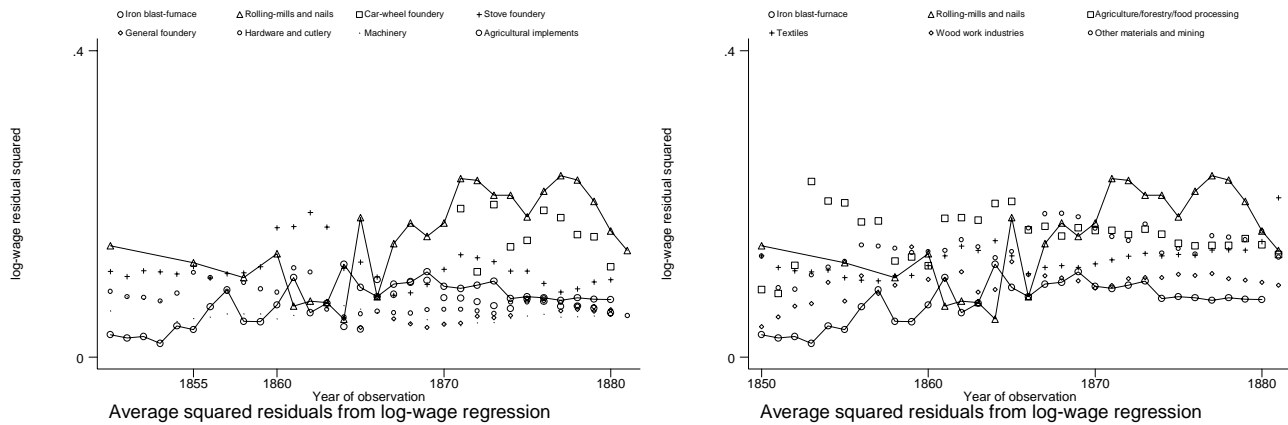 Iron blast-furnace Rolling-mills and nails Car-wheel foundery Stove foundery
General foundery Hardware and cutlery Machinery Agricultural implements
.4
log-wage residual squared
0
1855 1860 1870 1880
Year of observation
Average squared residuals from log-wage regression
Iron blast-furnace Rolling-mills and nails Agriculture/forestry/food processing
Textiles Wood work industries Other materials and mining
.4
log-wage residual squared
0
1850 1860 1870 1880
Year of observation
Average squared residuals from log-wage regression